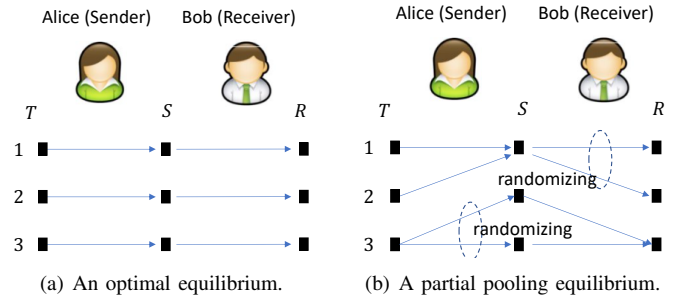 Alice (Sender) Bob (Receiver)
T S R
1
2
3
(a) An optimal equilibrium.
Alice (Sender) Bob (Receiver)
T S R
1
2
randomizing
3
randomizing
(b) A partial pooling equilibrium.